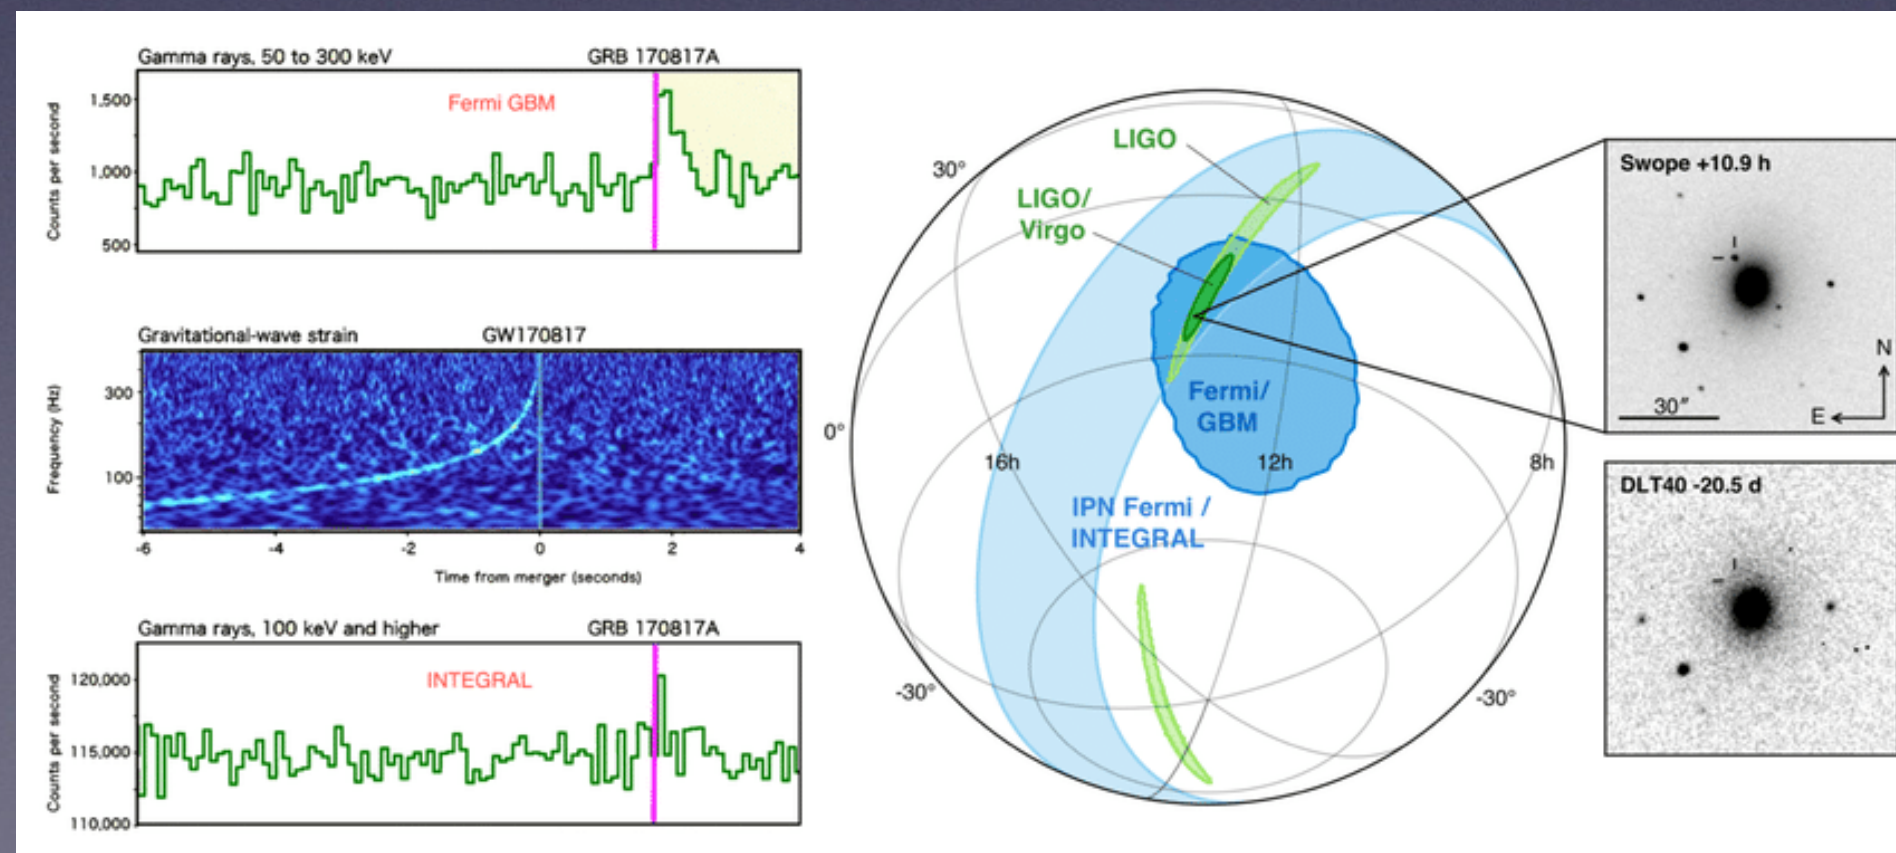 Gamma rays, 50 to 300 keV
GRB 170817A
Fermi GBM
Counts per second
1,500
1,000
500
Gravitational-wave strain
GW170817
Frequency (Hz)
300
100
-6
-4
-2
0
2
4
Time from merger (seconds)
Gamma rays, 100 keV and higher
GRB 170817A
INTEGRAL
Counts per second
120,000
115,000
110,000
LIGO
30°
LIGO/
Virgo
Fermi/
GBM
0°
16h
12h
8h
IPN Fermi /
INTEGRAL
-30°
-30°
Swope +10.9 h
N
30″
E
DLT40 -20.5 d